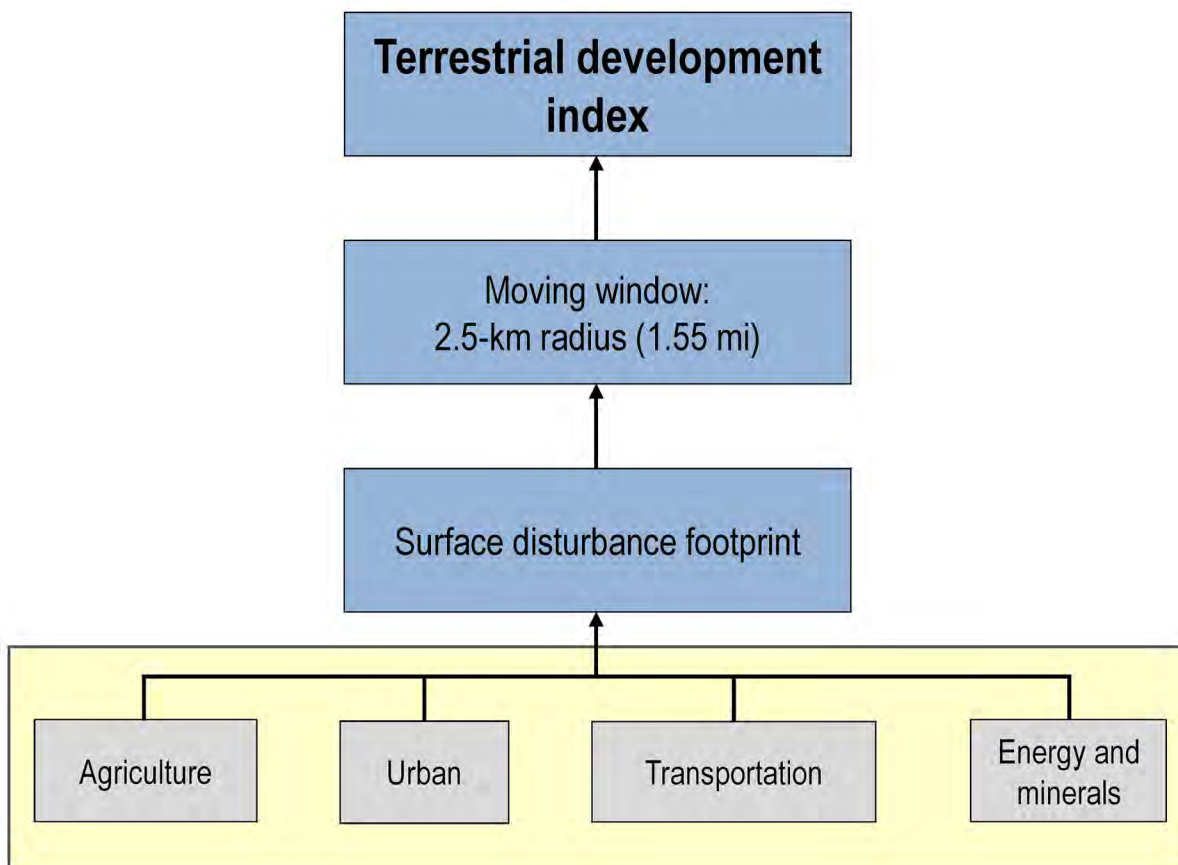 Terrestrial development
index
Moving window:
2.5-km radius (1.55 mi)
Surface disturbance footprint
Agriculture
Urban
Transportation
Energy and
minerals